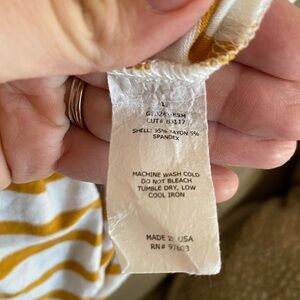 L
SHELL: 95% RAYON 5%
SPANDEX
MACHINE WASH COLD
DO NOT BLEACH
TUMBLE DRY, LOW
COOL IRON
MADE IN USA
RN#